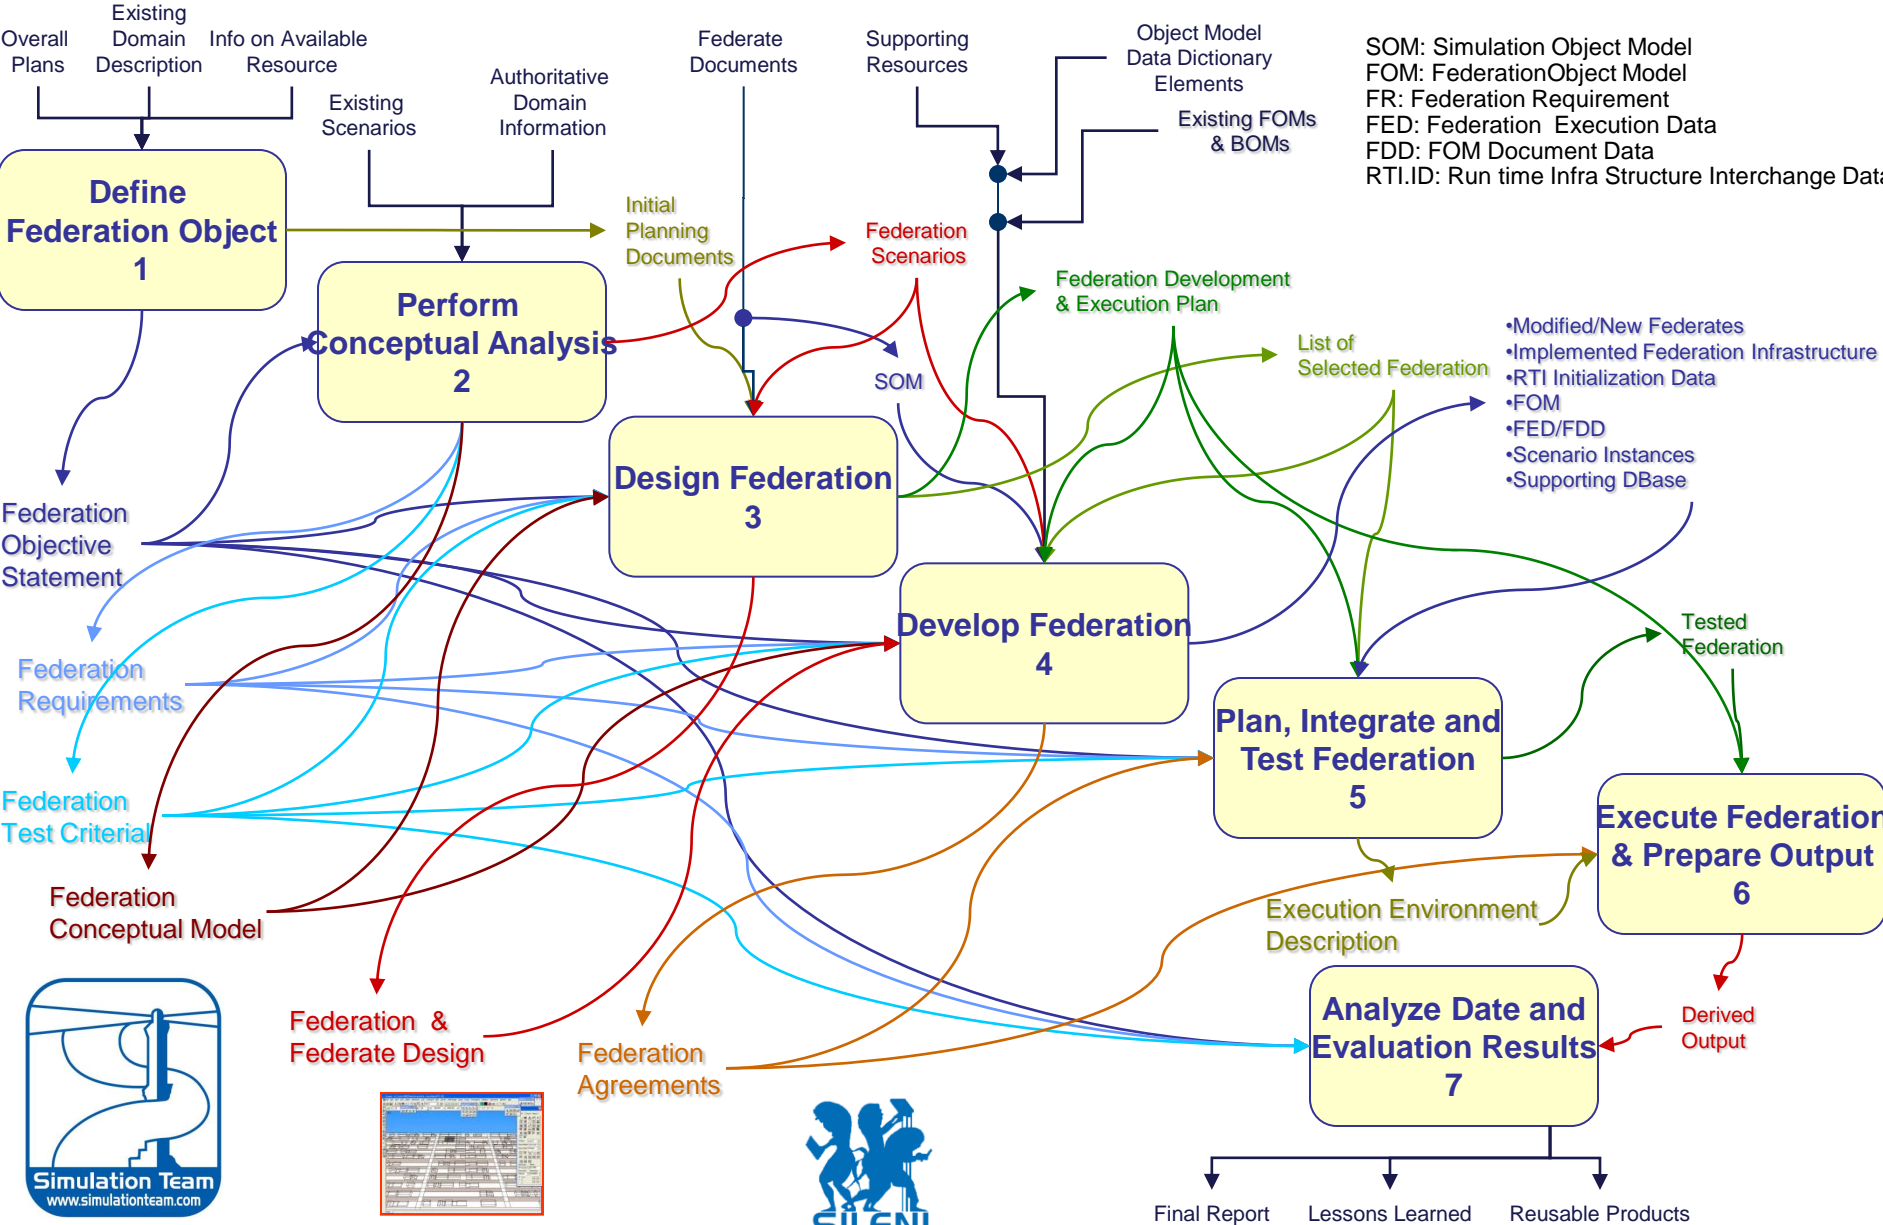 Overall
Plans
Existing
Domain
Description
Info on Available
Resource
Existing
Scenarios
Authoritative
Domain
Information
Federate
Documents
Supporting
Resources
Object Model
Data Dictionary
Elements
Existing FOMs
& BOMs
SOM: Simulation Object Model
FOM: FederationObject Model
FR: Federation Requirement
FED: Federation Execution Data
FDD: FOM Document Data
RTI.ID: Run time Infra Structure Interchange Data
Define
Federation Object
1
Initial
Planning
Documents
Federation
Scenarios
Perform
Conceptual Analysis
2
Federation Development
& Execution Plan
SOM
List of
Selected Federation
•Modified/New Federates
•Implemented Federation Infrastructure
•RTI Initialization Data
•FOM
•FED/FDD
•Scenario Instances
•Supporting DBase
Design Federation
3
Federation
Objective
Statement
Develop Federation
4
Tested
Federation
Federation
Requirements
Plan, Integrate and
Test Federation
5
Federation
Test Criterial
Execute Federation
& Prepare Output
6
Federation
Conceptual Model
Execution Environment
Description
Federation &
Federate Design
Federation
Agreements
Analyze Date and
Evaluation Results
7
Derived
Output
Simulation Team
www.simulationteam.com
SILENI
Final Report
Lessons Learned
Reusable Products